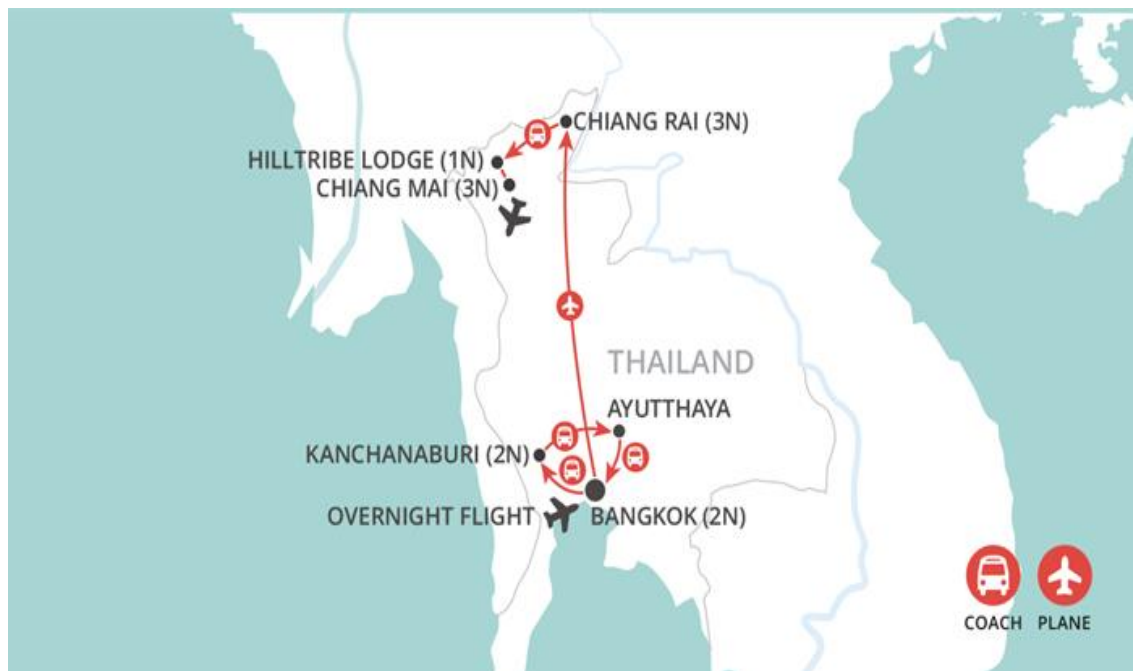 CHIANG RAI (3N)
HILLTRIBE LODGE (1N)
CHIANG MAI (3N)
THAILAND
AYUTTHAYA
KANCHANABURI (2N)
OVERNIGHT FLIGHT
BANGKOK (2N)
COACH
PLANE